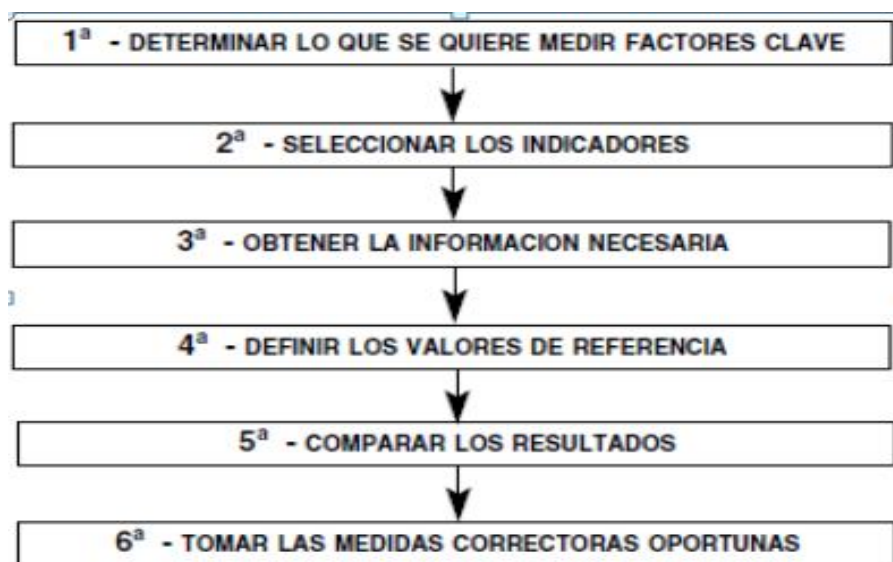 1ª - DETERMINAR LO QUE SE QUIERE MEDIR FACTORES CLAVE
2ª - SELECCIONAR LOS INDICADORES
3ª - OBTENER LA INFORMACION NECESARIA
4ª - DEFINIR LOS VALORES DE REFERENCIA
5ª - COMPARAR LOS RESULTADOS
6ª - TOMAR LAS MEDIDAS CORRECTORAS OPORTUNAS